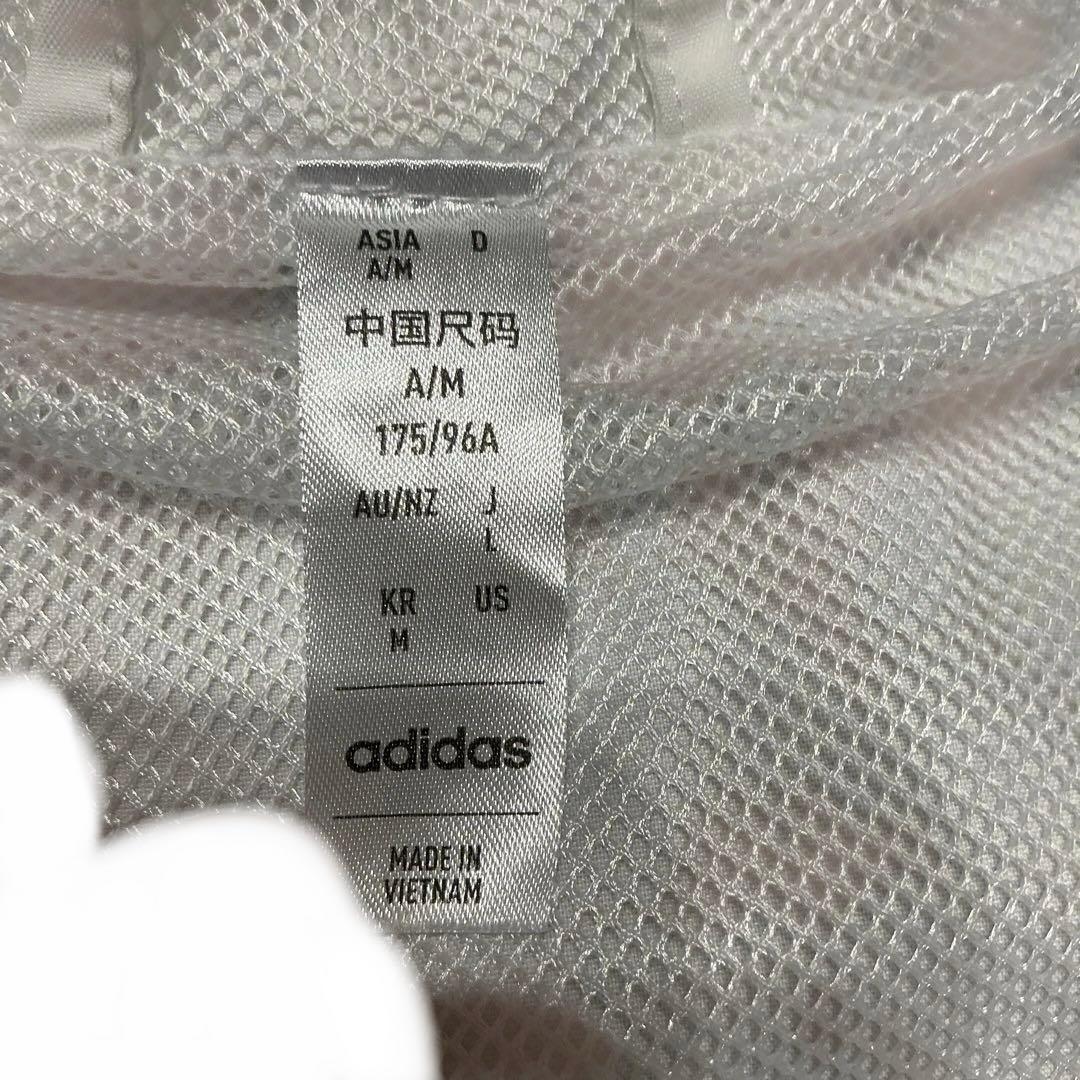 ASIA D
A/M
中国尺码
A/M
175/96A
AU/NZ J
L
KR US
M
adidas
MADE IN
VIETNAM